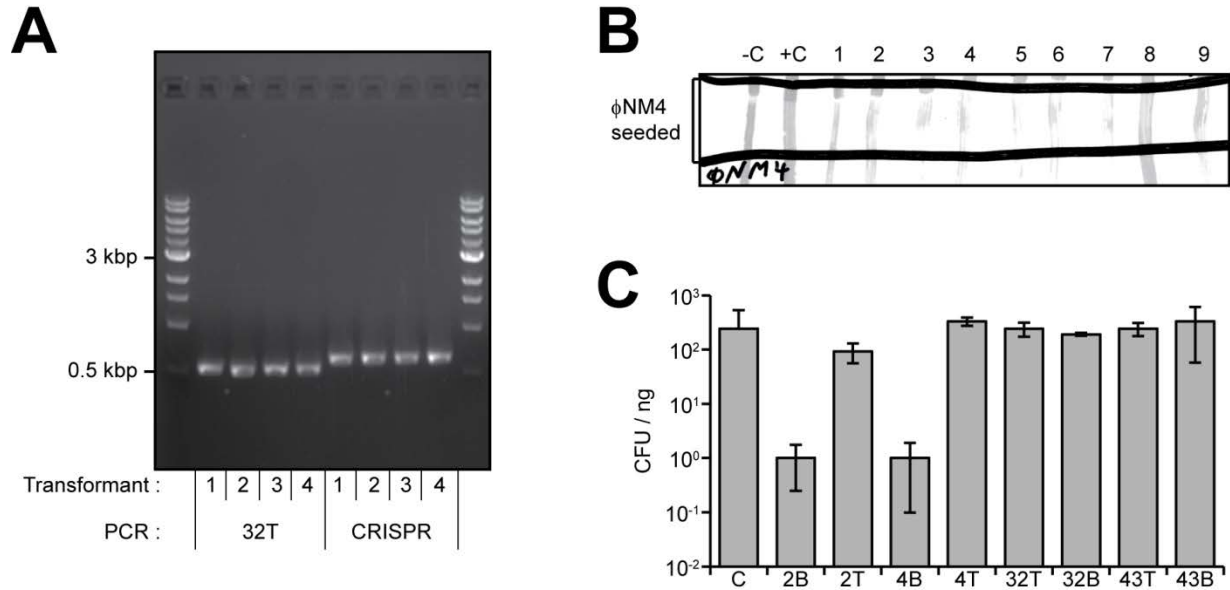 A
3 kbp
0.5 kbp
Transformant : 1 2 3 4 1 2 3 4
PCR : 32T CRISPR
B
-C +C 1 2 3 4 5 6 7 8 9
ϕNM4
seeded
ϕNM4
C
CFU / ng
10³
10²
10¹
10⁰
10⁻¹
10⁻²
C 2B 2T 4B 4T 32T 32B 43T 43B